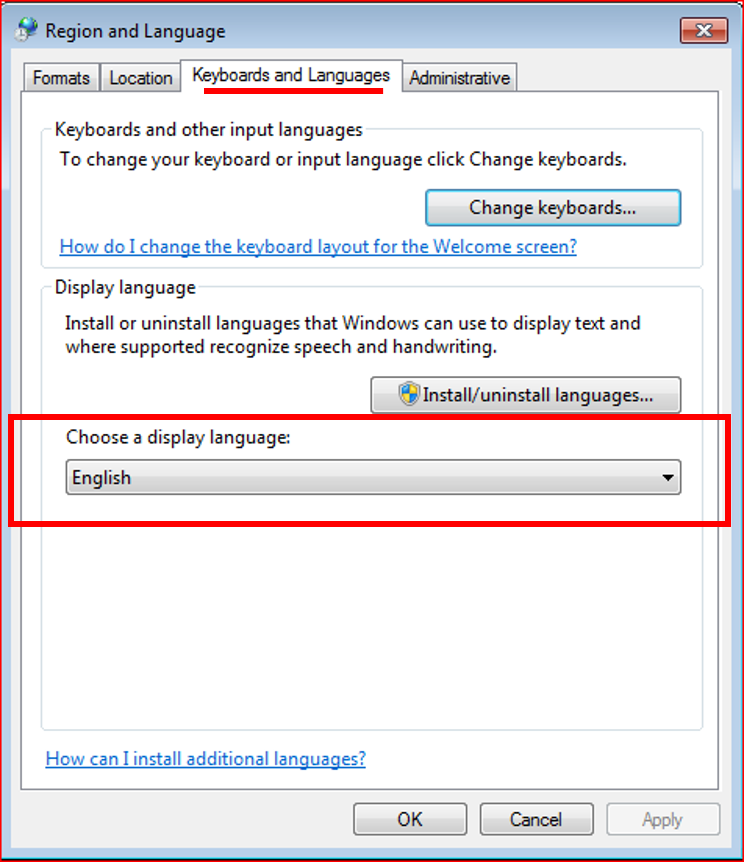 Region and Language
Formats Location Keyboards and Languages Administrative
Keyboards and other input languages
To change your keyboard or input language click Change keyboards.
Change keyboards...
How do I change the keyboard layout for the Welcome screen?
Display language
Install or uninstall languages that Windows can use to display text and
where supported recognize speech and handwriting.
Install/uninstall languages...
Choose a display language:
English
How can I install additional languages?
OK Cancel Apply